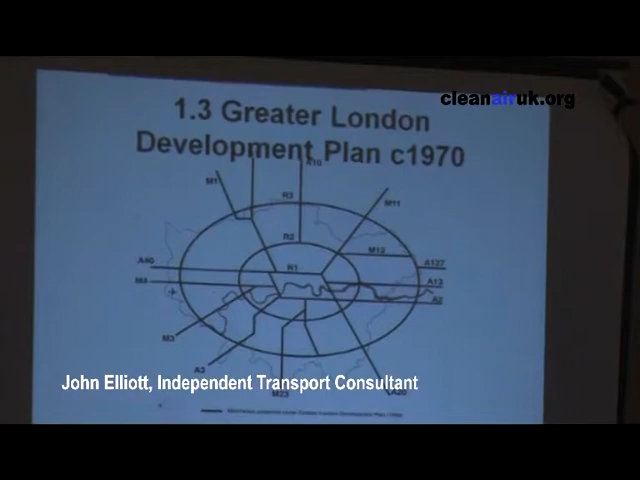 cleanairuk.org
1.3 Greater London
Development Plan c1970
A10
M1
R3
M11
R2
M12
A40
R1
A127
M4
A13
A2
M3
A3
M23
A20
John Elliott, Independent Transport Consultant